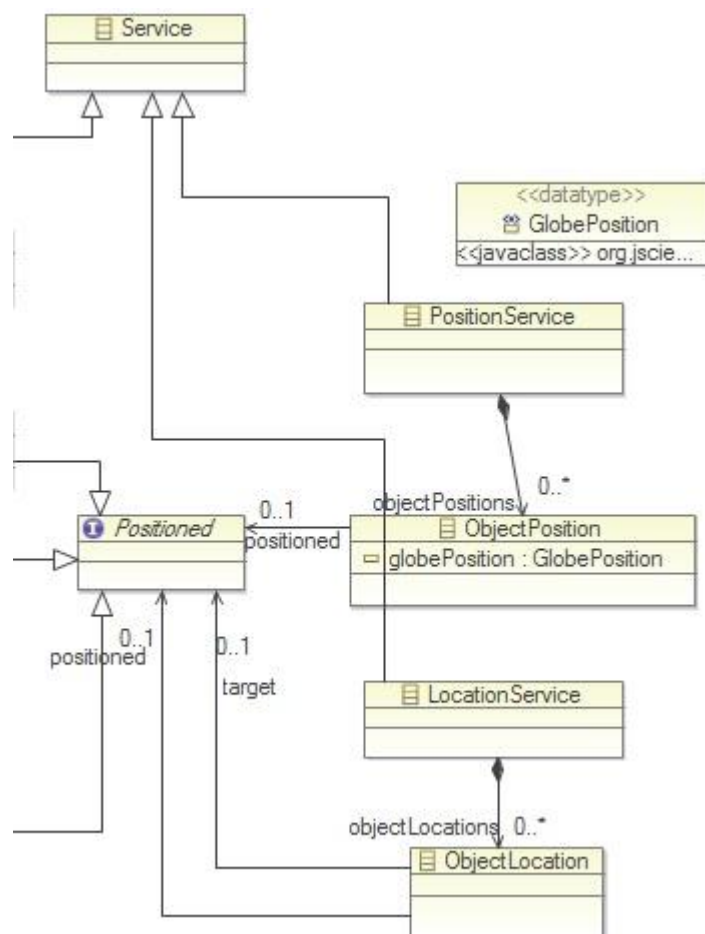 Service
<<datatype>>
GlobePosition
<<javaclass>> org.jscie...
PositionService
0..*
objectPositions
0..1
positioned
I Positioned
ObjectPosition
globePosition : GlobePosition
0..1
positioned
0..1
target
LocationService
objectLocations 0..*
ObjectLocation